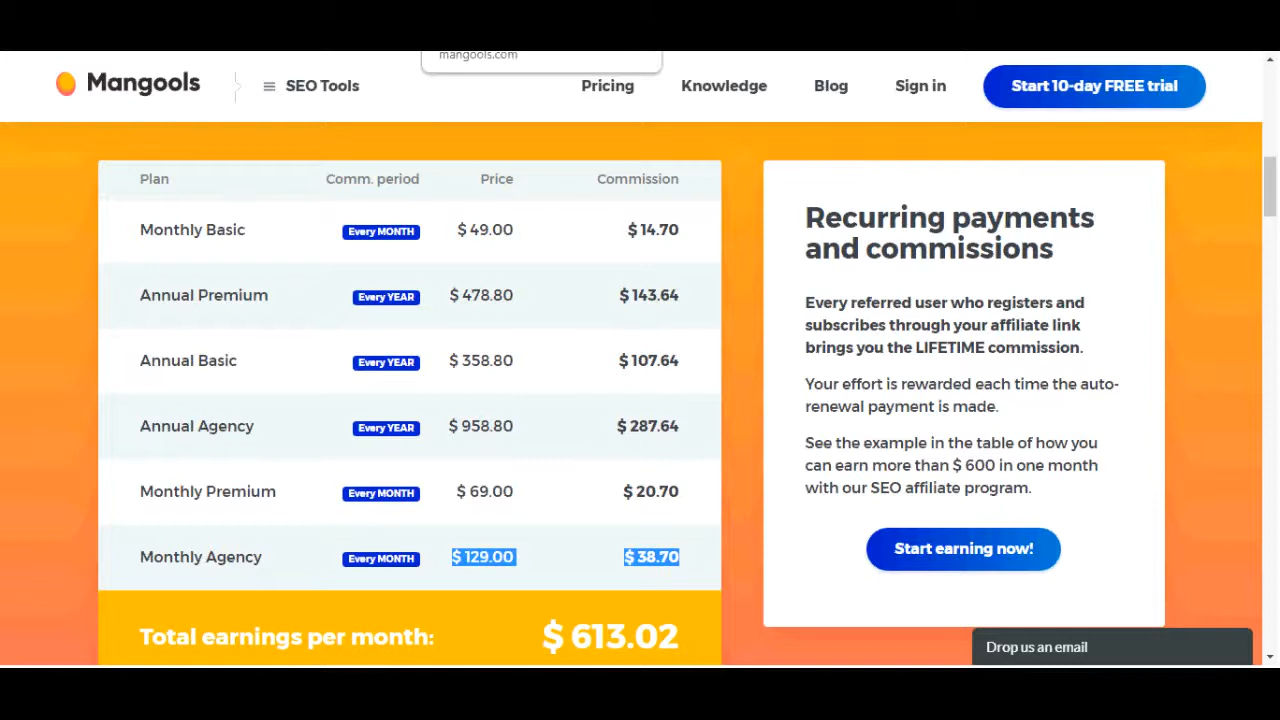 mangools.com
Mangools
SEO Tools
Pricing
Knowledge
Blog
Sign in
Start 10-day FREE trial
Plan Comm. period Price Commission
Monthly Basic Every MONTH $ 49.00 $ 14.70
Annual Premium Every YEAR $ 478.80 $ 143.64
Annual Basic Every YEAR $ 358.80 $ 107.64
Annual Agency Every YEAR $ 958.80 $ 287.64
Monthly Premium Every MONTH $ 69.00 $ 20.70
Monthly Agency Every MONTH $ 129.00 $ 38.70
Total earnings per month: $ 613.02
Recurring payments
and commissions
Every referred user who registers and
subscribes through your affiliate link
brings you the LIFETIME commission.
Your effort is rewarded each time the auto-
renewal payment is made.
See the example in the table of how you
can earn more than $ 600 in one month
with our SEO affiliate program.
Start earning now!
Drop us an email